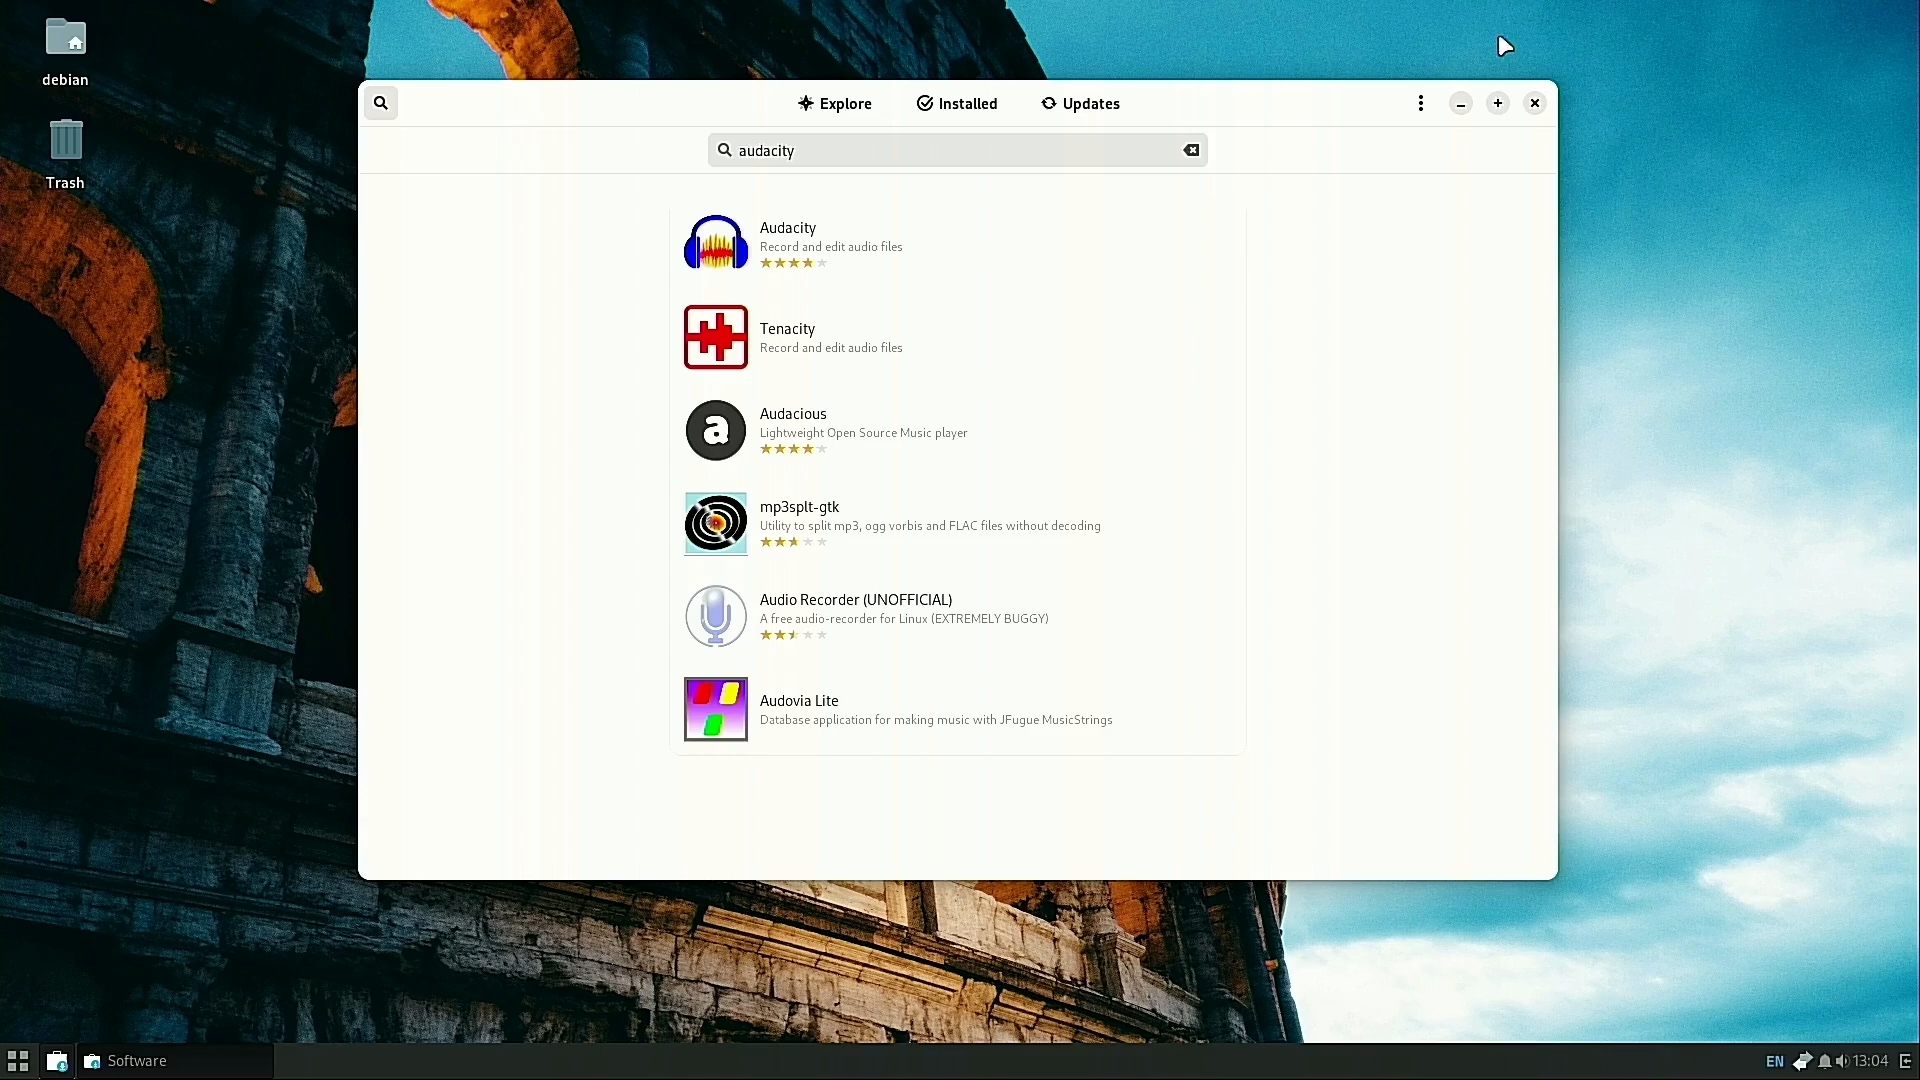 debian
Trash
Explore
Installed
Updates
audacity
Audacity
Record and edit audio files
Tenacity
Record and edit audio files
a
Audacious
Lightweight Open Source Music player
mp3splt-gtk
Utility to split mp3, ogg vorbis and FLAC files without decoding
Audio Recorder (UNOFFICIAL)
A free audio-recorder for Linux (EXTREMELY BUGGY)
Audovia Lite
Database application for making music with JFugue MusicStrings
Software
EN
13:04